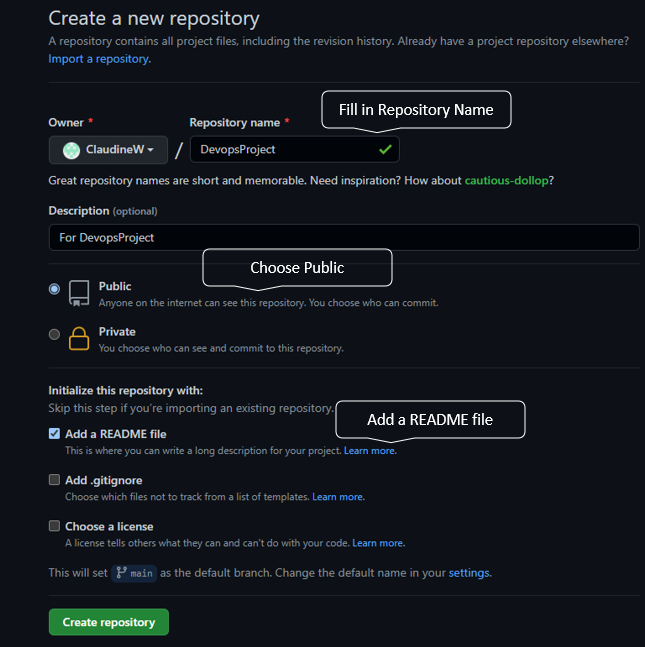 Create a new repository
A repository contains all project files, including the revision history. Already have a project repository elsewhere?
Import a repository.
Fill in Repository Name
Owner * Repository name *
ClaudineW / DevopsProject
Great repository names are short and memorable. Need inspiration? How about cautious-dollop?
Description (optional)
For DevopsProject
Choose Public
Public
Anyone on the internet can see this repository. You choose who can commit.
Private
You choose who can see and commit to this repository.
Initialize this repository with:
Skip this step if you're importing an existing repository.
Add a README file
Add a README file
This is where you can write a long description for your project. Learn more.
Add .gitignore
Choose which files not to track from a list of templates. Learn more.
Choose a license
A license tells others what they can and can't do with your code. Learn more.
This will set main as the default branch. Change the default name in your settings.
Create repository